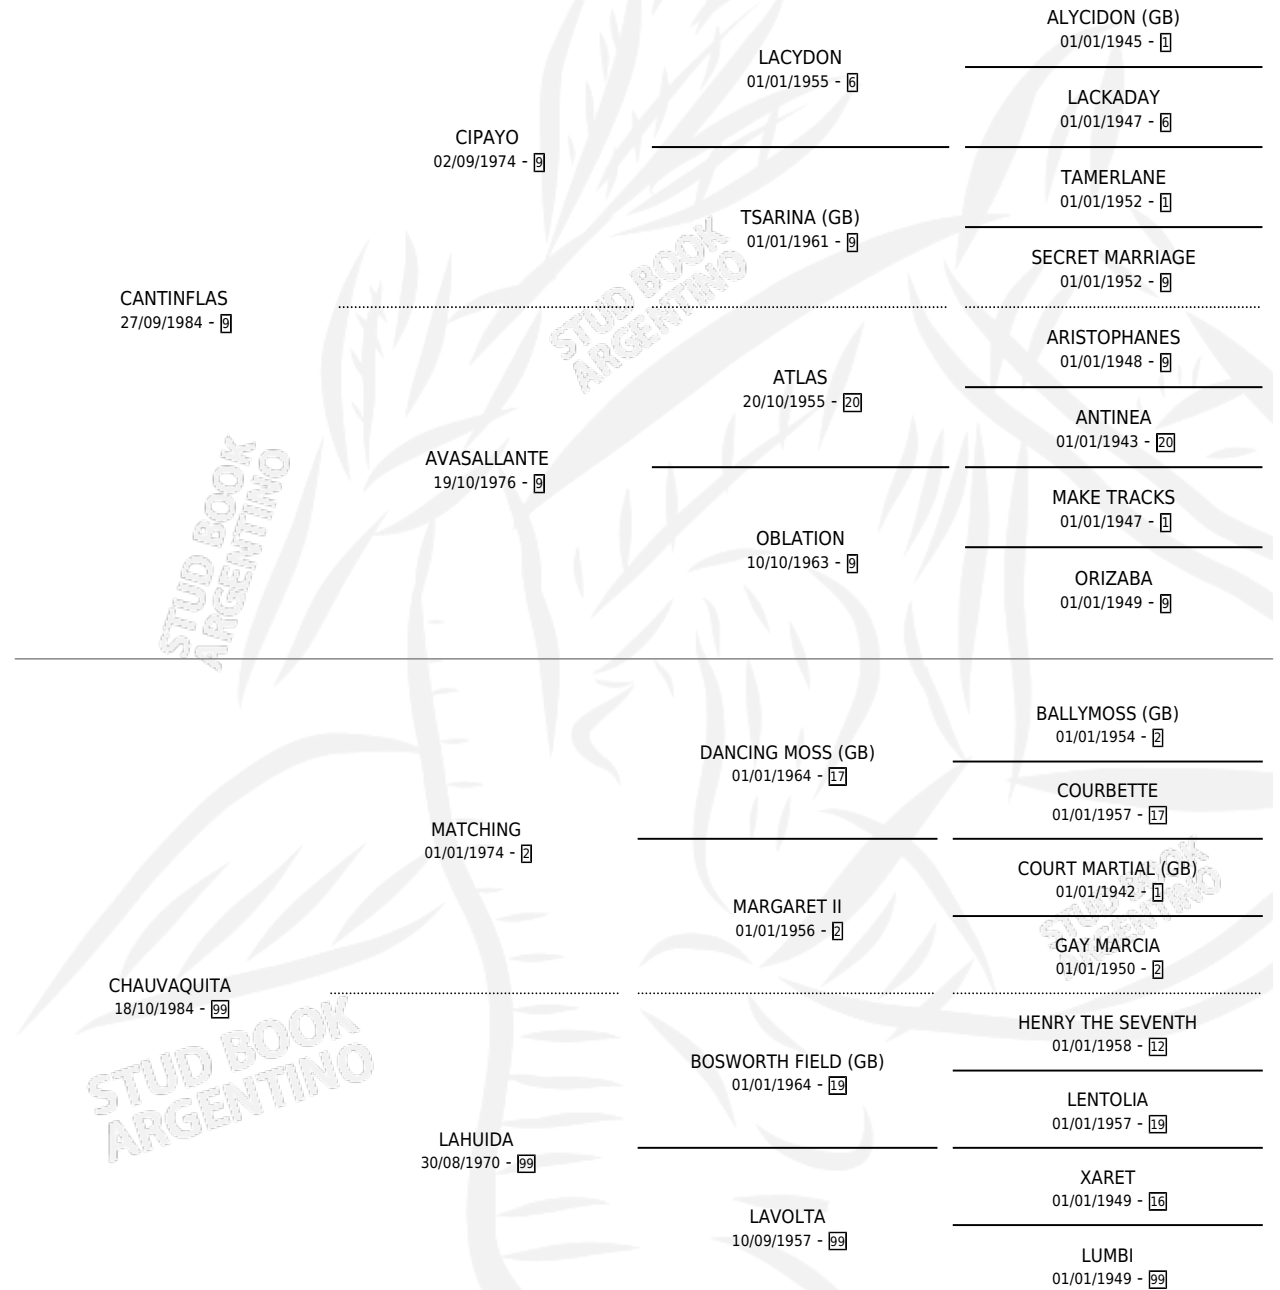 ALYCIDON (GB)
01/01/1945 - 1
LACYDON
01/01/1955 - 6
LACKADAY
01/01/1947 - 6
CIPAYO
02/09/1974 - 9
TAMERLANE
01/01/1952 - 1
TSARINA (GB)
01/01/1961 - 9
SECRET MARRIAGE
01/01/1952 - 9
CANTINFLAS
27/09/1984 - 9
ARISTOPHANES
01/01/1948 - 9
ATLAS
20/10/1955 - 20
ANTINEA
01/01/1943 - 20
AVASALLANTE
19/10/1976 - 9
MAKE TRACKS
01/01/1947 - 1
OBLATION
10/10/1963 - 9
ORIZABA
01/01/1949 - 9
STUD BOOK
ARGENTINO
STUD BOOK
ARGENTINO
BALLYMOSS (GB)
01/01/1954 - 2
DANCING MOSS (GB)
01/01/1964 - 17
COURBETTE
01/01/1957 - 17
MATCHING
01/01/1974 - 2
COURT MARTIAL (GB)
01/01/1942 - 1
MARGARET II
01/01/1956 - 2
GAY MARCIA
01/01/1950 - 2
CHAUVAQUITA
18/10/1984 - 99
HENRY THE SEVENTH
01/01/1958 - 12
BOSWORTH FIELD (GB)
01/01/1964 - 19
LENTOLIA
01/01/1957 - 19
LAHUIDA
30/08/1970 - 99
XARET
01/01/1949 - 16
LAVOLTA
10/09/1957 - 99
LUMBI
01/01/1949 - 99
STUD BOOK
ARGENTINO
STUD BOOK
ARGENTINO